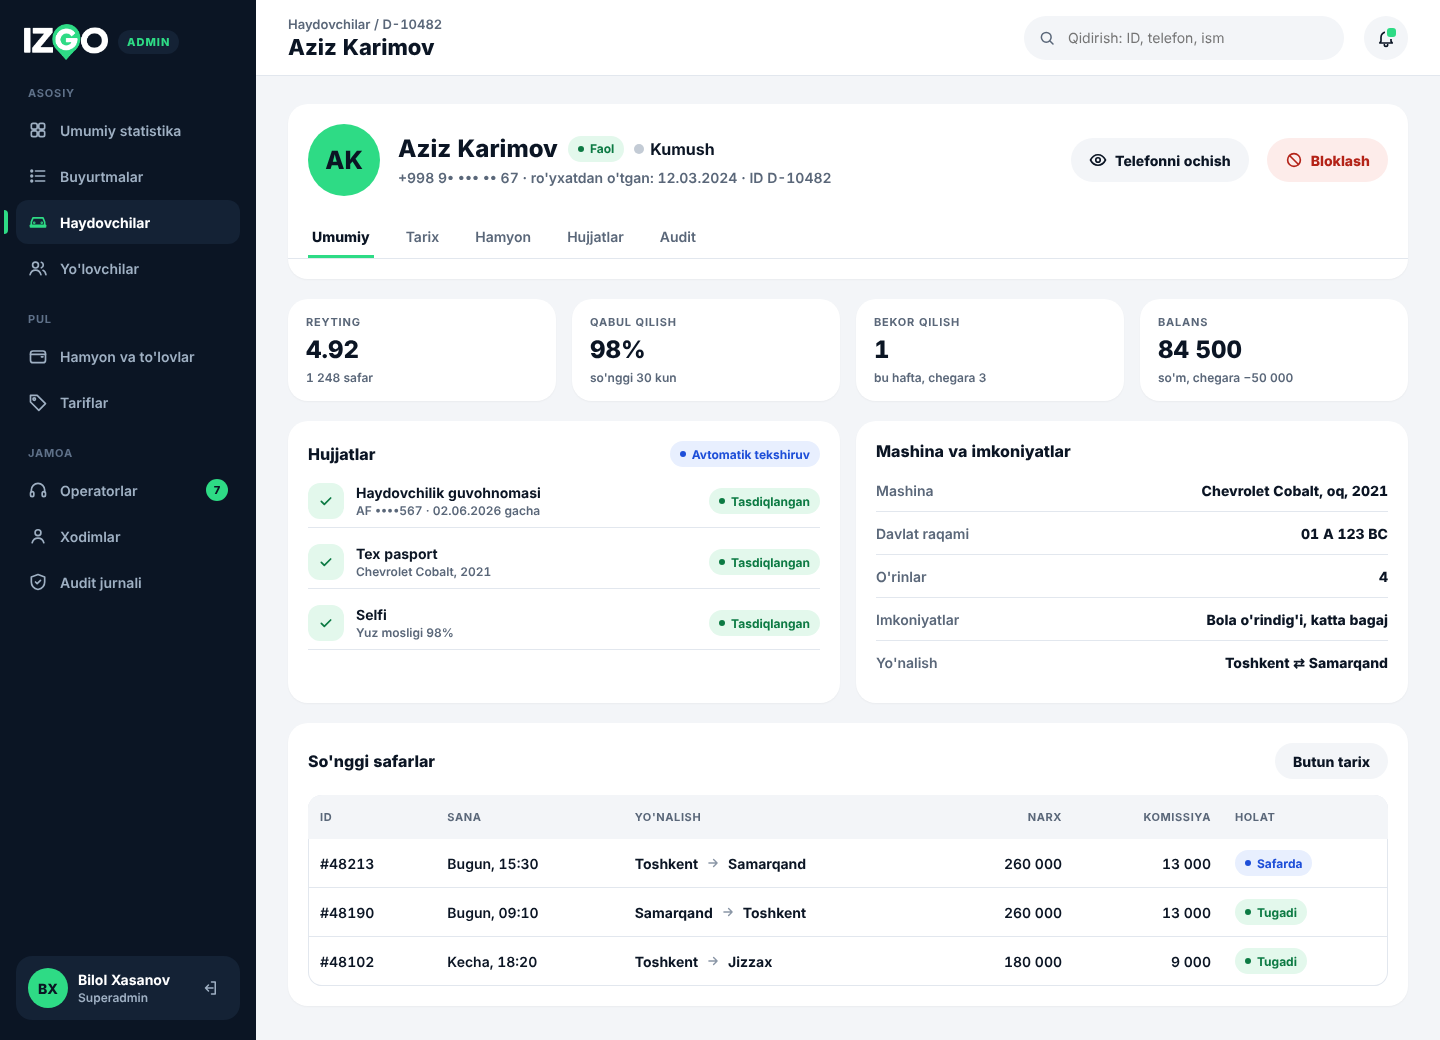 IZGO ADMIN
ASOSIY
Umumiy statistika
Buyurtmalar
Haydovchilar
Yo'lovchilar
PUL
Hamyon va to'lovlar
Tariflar
JAMOA
Operatorlar 7
Xodimlar
Audit jurnali
BX Bilol Xasanov
Superadmin
Haydovchilar / D-10482
Aziz Karimov
Qidirish: ID, telefon, ism
AK
Aziz Karimov Faol Kumush
+998 9• ••• •• 67 · ro'yxatdan o'tgan: 12.03.2024 · ID D-10482
Telefonni ochish
Bloklash
Umumiy Tarix Hamyon Hujjatlar Audit
REYTING
4.92
1 248 safar
QABUL QILISH
98%
so'nggi 30 kun
BEKOR QILISH
1
bu hafta, chegara 3
BALANS
84 500
so'm, chegara −50 000
Hujjatlar Avtomatik tekshiruv
Haydovchilik guvohnomasi
AF ••••567 · 02.06.2026 gacha
Tasdiqlangan
Tex pasport
Chevrolet Cobalt, 2021
Tasdiqlangan
Selfi
Yuz mosligi 98%
Tasdiqlangan
Mashina va imkoniyatlar
Mashina Chevrolet Cobalt, oq, 2021
Davlat raqami 01 A 123 BC
O'rinlar 4
Imkoniyatlar Bola o'rindig'i, katta bagaj
Yo'nalish Toshkent ⇄ Samarqand
So'nggi safarlar Butun tarix
ID SANA YO'NALISH NARX KOMISSIYA HOLAT
#48213 Bugun, 15:30 Toshkent → Samarqand 260 000 13 000 Safarda
#48190 Bugun, 09:10 Samarqand → Toshkent 260 000 13 000 Tugadi
#48102 Kecha, 18:20 Toshkent → Jizzax 180 000 9 000 Tugadi